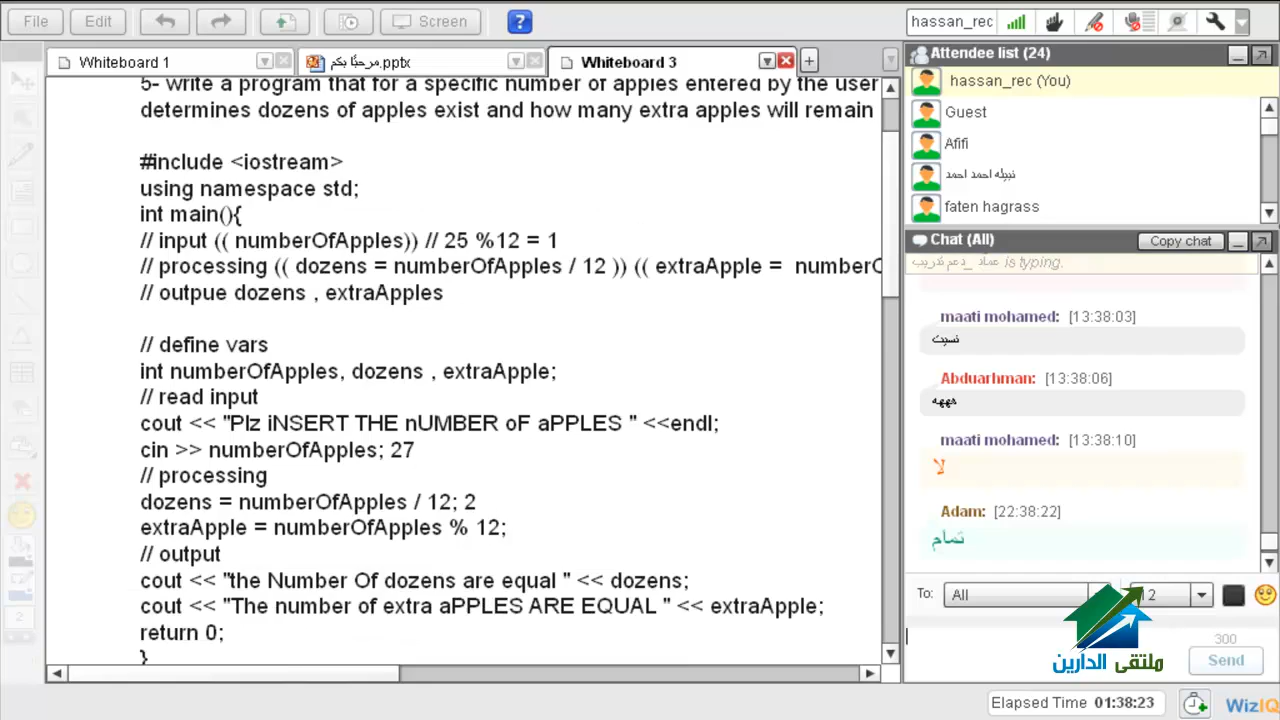 File
Edit
Screen
?
hassan_rec
Whiteboard 1
مرحبًا بكم.pptx
Whiteboard 3
+
5- write a program that for a specific number of apples entered by the user
determines dozens of apples exist and how many extra apples will remain
#include <iostream>
using namespace std;
int main(){
// input (( numberOfApples)) // 25 %12 = 1
// processing (( dozens = numberOfApples / 12 )) (( extraApple = numberO
// outpue dozens , extraApples
// define vars
int numberOfApples, dozens , extraApple;
// read input
cout << "Plz iNSERT THE nUMBER oF aPPLES " <<endl;
cin >> numberOfApples; 27
// processing
dozens = numberOfApples / 12; 2
extraApple = numberOfApples % 12;
// output
cout << "the Number Of dozens are equal " << dozens;
cout << "The number of extra aPPLES ARE EQUAL " << extraApple;
return 0;
}
2
Attendee list (24)
hassan_rec (You)
Guest
Afifi
نبيله احمد احمد
faten hagrass
Chat (All)
Copy chat
عماد _دعم تدريب is typing.
maati mohamed: [13:38:03]
نسيت
Abduarhman: [13:38:06]
هههه
maati mohamed: [13:38:10]
لا
Adam: [22:38:22]
تمام
To:
All
2
300
Send
ملتقى الدارين
Elapsed Time 01:38:23
WizIQ